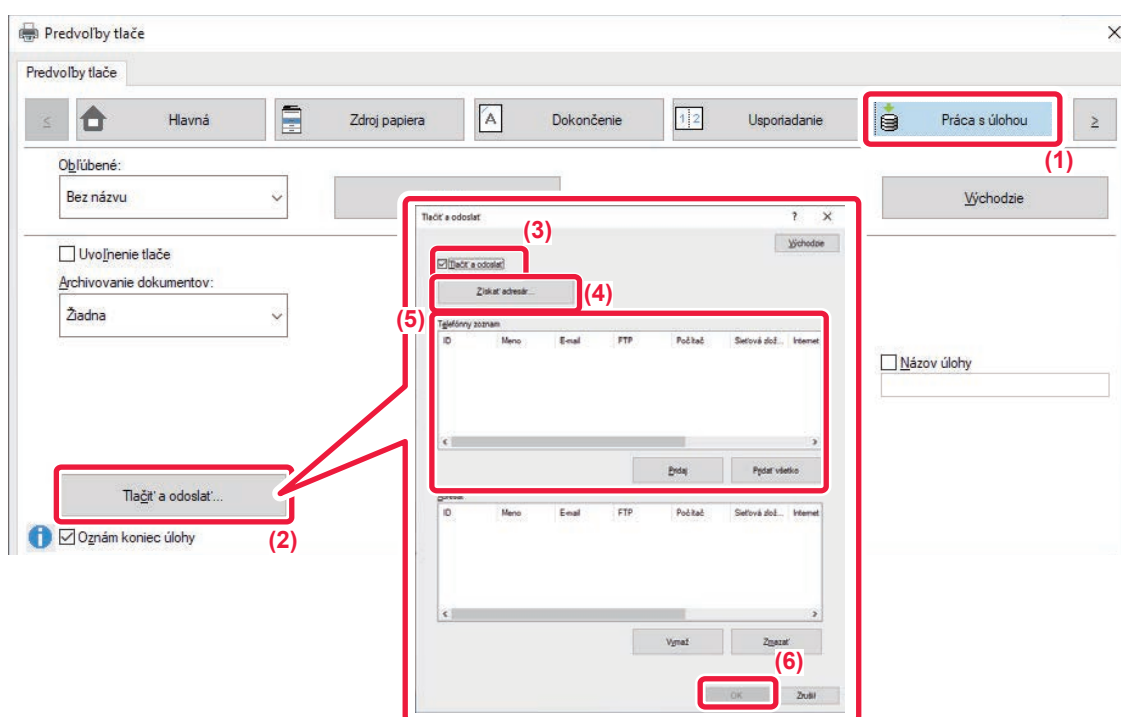 Predvoľby tlače
Predvoľby tlače
<
Hlavná
Zdroj papiera
A
Dokončenie
1 2
Usporiadanie
Práca s úlohou
>
(1)
Obľúbené:
Bez názvu
Východzie
Tlačiť a odoslať
?
(3)
Východzie
Uvoľnenie tlače
Tlačiť a odoslať
Archivovanie dokumentov:
Získať adresár...
(4)
Žiadna
(5)
Telefónny zoznam
ID Meno E-mail FTP Počítač Sieťová zlož... Internet
Názov úlohy
Pridaj
Pridať všetko
Tlačiť a odoslať...
ID Meno E-mail FTP Počítač Sieťová zlož... Internet
Oznám koniec úlohy
(2)
Vymaž
Zmazať
(6)
OK
Zrušiť